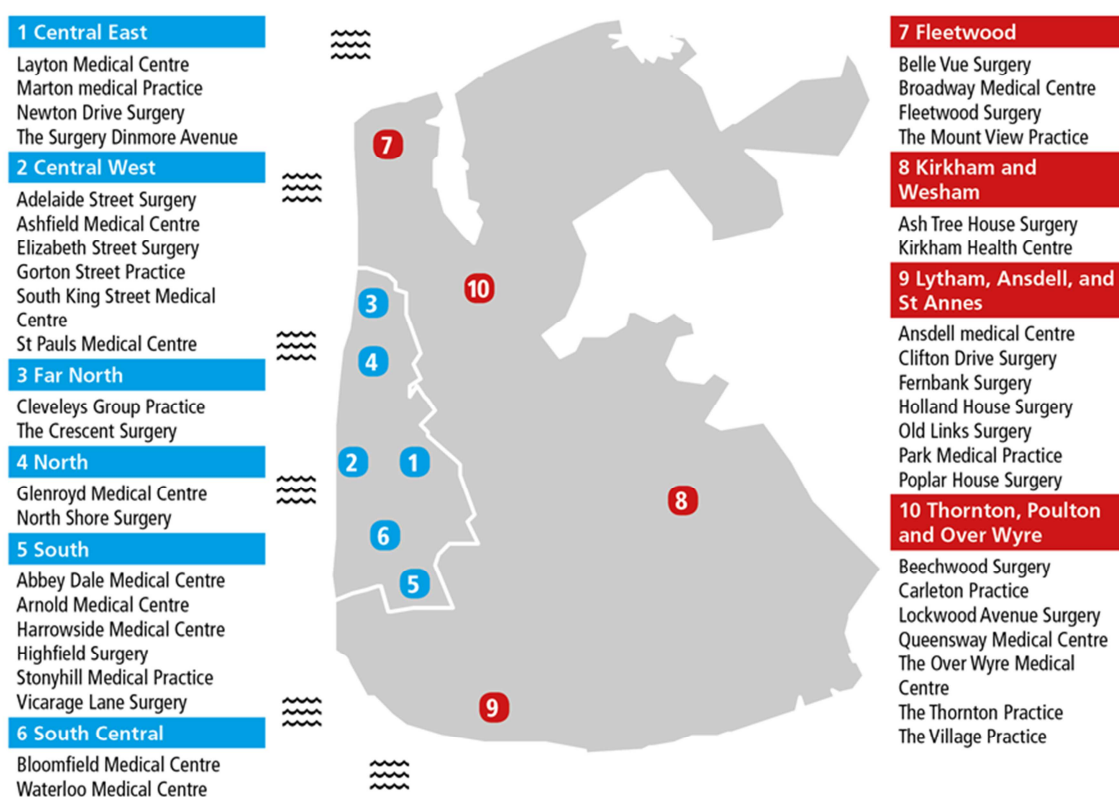 1 Central East
Layton Medical Centre
Marton medical Practice
Newton Drive Surgery
The Surgery Dinmore Avenue
2 Central West
Adelaide Street Surgery
Ashfield Medical Centre
Elizabeth Street Surgery
Gorton Street Practice
South King Street Medical
Centre
St Pauls Medical Centre
3 Far North
Cleveleys Group Practice
The Crescent Surgery
4 North
Glenroyd Medical Centre
North Shore Surgery
5 South
Abbey Dale Medical Centre
Arnold Medical Centre
Harrowside Medical Centre
Highfield Surgery
Stonyhill Medical Practice
Vicarage Lane Surgery
6 South Central
Bloomfield Medical Centre
Waterloo Medical Centre
7
10
3
4
2
1
8
6
5
9
7 Fleetwood
Belle Vue Surgery
Broadway Medical Centre
Fleetwood Surgery
The Mount View Practice
8 Kirkham and
Wesham
Ash Tree House Surgery
Kirkham Health Centre
9 Lytham, Ansdell, and
St Annes
Ansdell medical Centre
Clifton Drive Surgery
Fernbank Surgery
Holland House Surgery
Old Links Surgery
Park Medical Practice
Poplar House Surgery
10 Thornton, Poulton
and Over Wyre
Beechwood Surgery
Carleton Practice
Lockwood Avenue Surgery
Queensway Medical Centre
The Over Wyre Medical
Centre
The Thornton Practice
The Village Practice